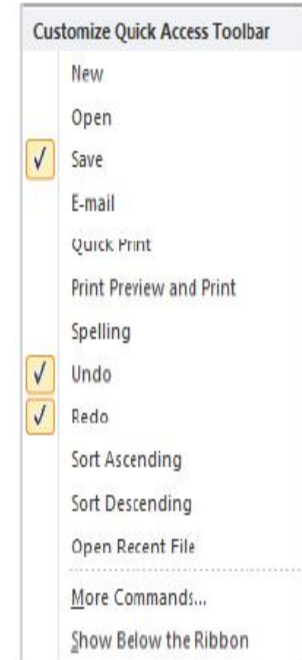 Customize Quick Access Toolbar
New
Open
Save
E-mail
Quick Print
Print Preview and Print
Spelling
Undo
Redo
Sort Ascending
Sort Descending
Open Recent File
More Commands...
Show Below the Ribbon